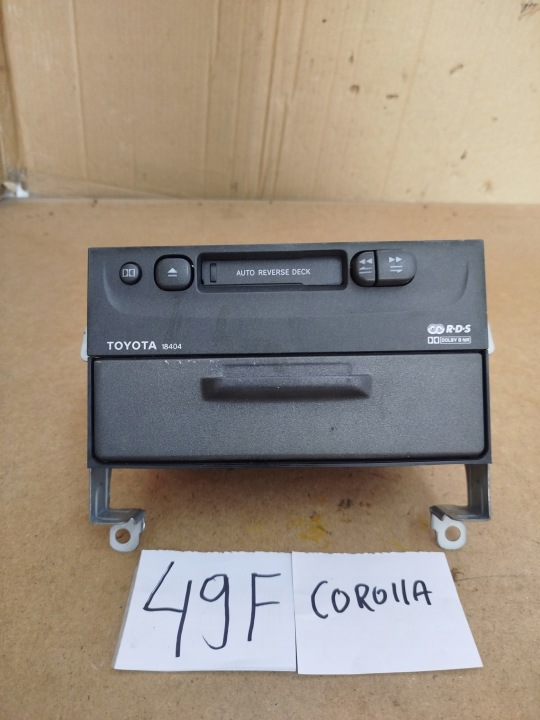 AUTO REVERSE DECK
TOYOTA 18404
R·D·S
DOLBY B NR
49F COROllA